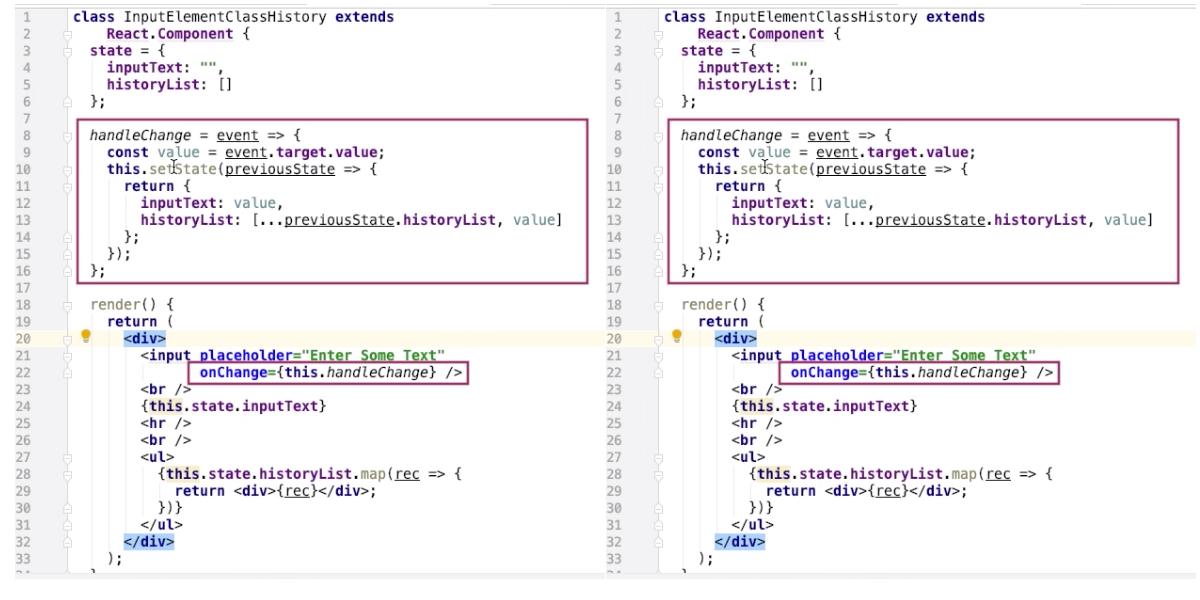 1 class InputElementClassHistory extends
2 React.Component {
3 state = {
4 inputText: "",
5 historyList: []
6 };
7
8 handleChange = event => {
9 const value = event.target.value;
10 this.setState(previousState => {
11 return {
12 inputText: value,
13 historyList: [...previousState.historyList, value]
14 };
15 });
16 };
17
18 render() {
19 return (
20 <div>
21 <input placeholder="Enter Some Text"
22 onChange={this.handleChange} />
23 <br />
24 {this.state.inputText}
25 <hr />
26 <br />
27 <ul>
28 {this.state.historyList.map(rec => {
29 return <div>{rec}</div>;
30 })}
31 </ul>
32 </div>
33 );
1 class InputElementClassHistory extends
2 React.Component {
3 state = {
4 inputText: "",
5 historyList: []
6 };
7
8 handleChange = event => {
9 const value = event.target.value;
10 this.setState(previousState => {
11 return {
12 inputText: value,
13 historyList: [...previousState.historyList, value]
14 };
15 });
16 };
17
18 render() {
19 return (
20 <div>
21 <input placeholder="Enter Some Text"
22 onChange={this.handleChange} />
23 <br />
24 {this.state.inputText}
25 <hr />
26 <br />
27 <ul>
28 {this.state.historyList.map(rec => {
29 return <div>{rec}</div>;
30 })}
31 </ul>
32 </div>
33 );